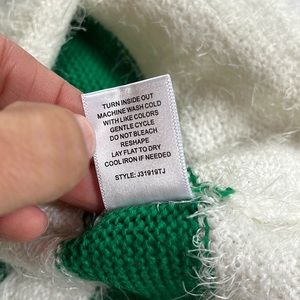 TURN INSIDE OUT
MACHINE WASH COLD
WITH LIKE COLORS
GENTLE CYCLE
DO NOT BLEACH
RESHAPE
LAY FLAT TO DRY
COOL IRON IF NEEDED
STYLE: J31919TJ